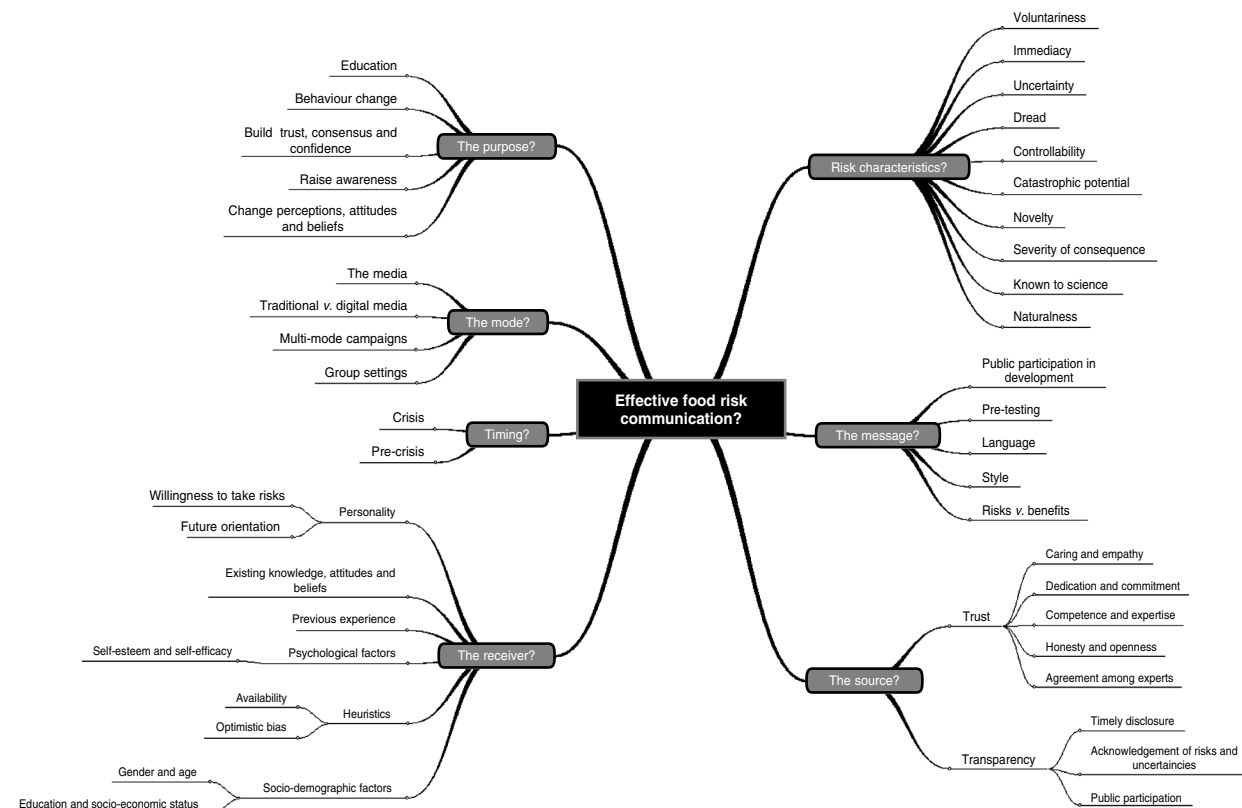 Effective food risk
communication?
The purpose?
Education
Behaviour change
Build  trust, consensus and
confidence
Raise awareness
Change perceptions, attitudes
and beliefs
The mode?
The media
Traditional v. digital media
Multi-mode campaigns
Group settings
Timing?
Crisis
Pre-crisis
The receiver?
Personality
Willingness to take risks
Future orientation
Existing knowledge, attitudes and
beliefs
Previous experience
Psychological factors
Self-esteem and self-efficacy
Heuristics
Availability
Optimistic bias
Socio-demographic factors
Gender and age
Education and socio-economic status
Risk characteristics?
Voluntariness
Immediacy
Uncertainty
Dread
Controllability
Catastrophic potential
Novelty
Severity of consequence
Known to science
Naturalness
The message?
Public participation in
development
Pre-testing
Language
Style
Risks v. benefits
The source?
Trust
Caring and empathy
Dedication and commitment
Competence and expertise
Honesty and openness
Agreement among experts
Transparency
Timely disclosure
Acknowledgement of risks and
uncertaincies
Public participation